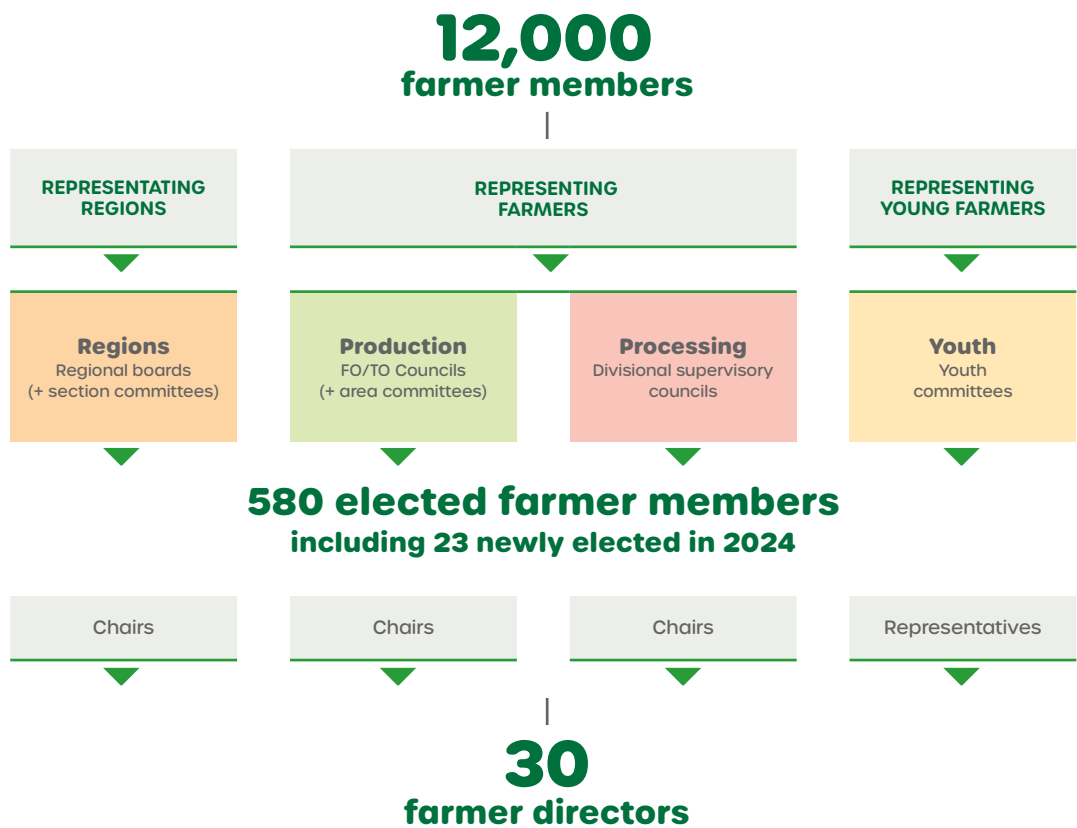 12,000
farmer members
REPRESENTATING
REGIONS
REPRESENTING
FARMERS
REPRESENTING
YOUNG FARMERS
Regions
Regional boards
(+ section committees)
Production
FO/TO Councils
(+ area committees)
Processing
Divisional supervisory
councils
Youth
Youth
committees
580 elected farmer members
including 23 newly elected in 2024
Chairs
Chairs
Chairs
Representatives
30
farmer directors